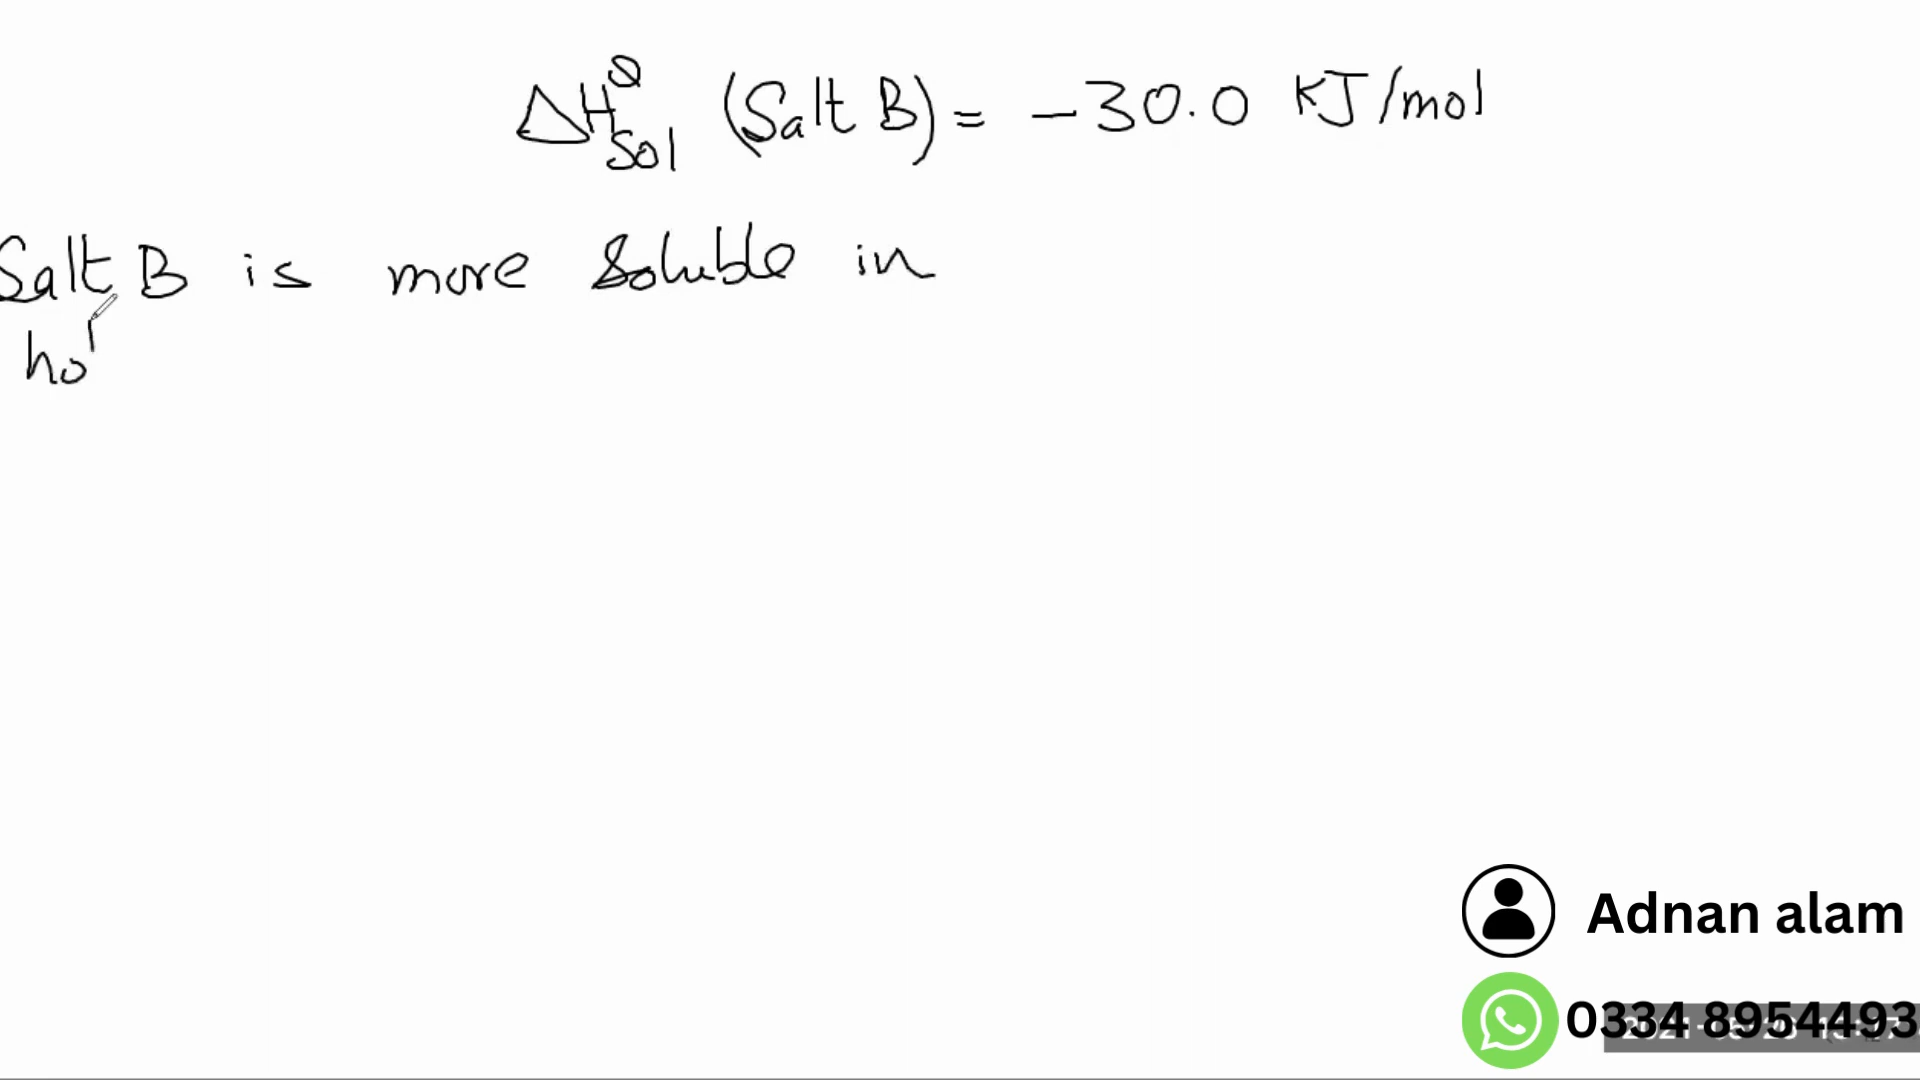 ΔH°sol (Salt B) = -30.0 KJ/mol
Salt B is more soluble in
ho
Adnan alam
0334 8954493